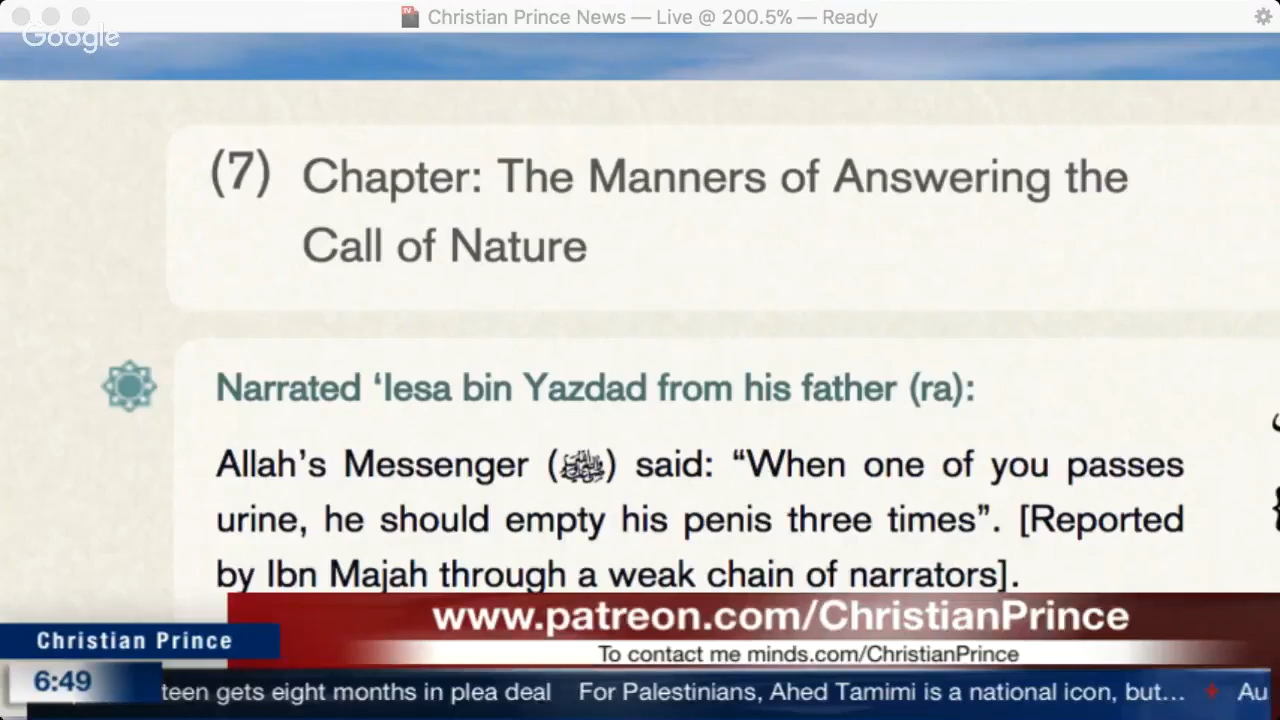 Christian Prince News — Live @ 200.5% — Ready
Google
(7) Chapter: The Manners of Answering the
Call of Nature
Narrated ‘Iesa bin Yazdad from his father (ra):
Allah’s Messenger (ﷺ) said: “When one of you passes
urine, he should empty his penis three times”. [Reported
by Ibn Majah through a weak chain of narrators].
www.patreon.com/ChristianPrince
Christian Prince
To contact me minds.com/ChristianPrince
6:49
teen gets eight months in plea deal For Palestinians, Ahed Tamimi is a national icon, but... Au